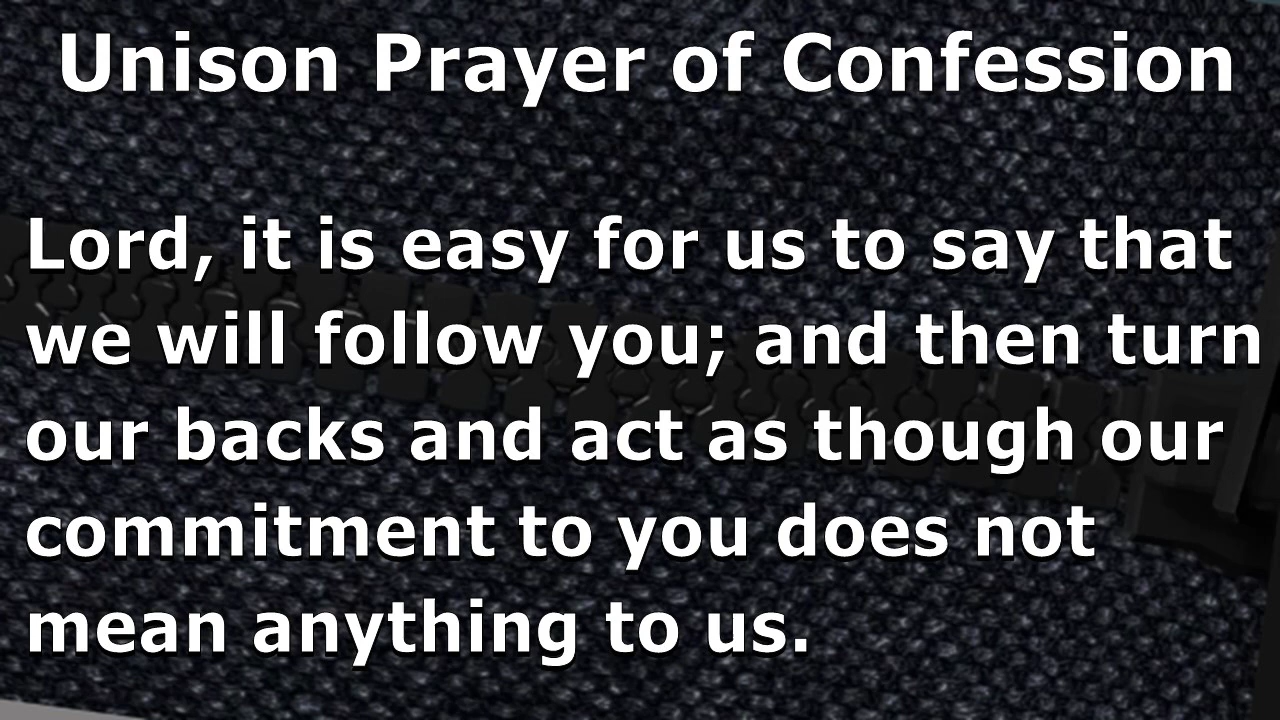 Unison Prayer of Confession
Lord, it is easy for us to say that
we will follow you; and then turn
our backs and act as though our
commitment to you does not
mean anything to us.